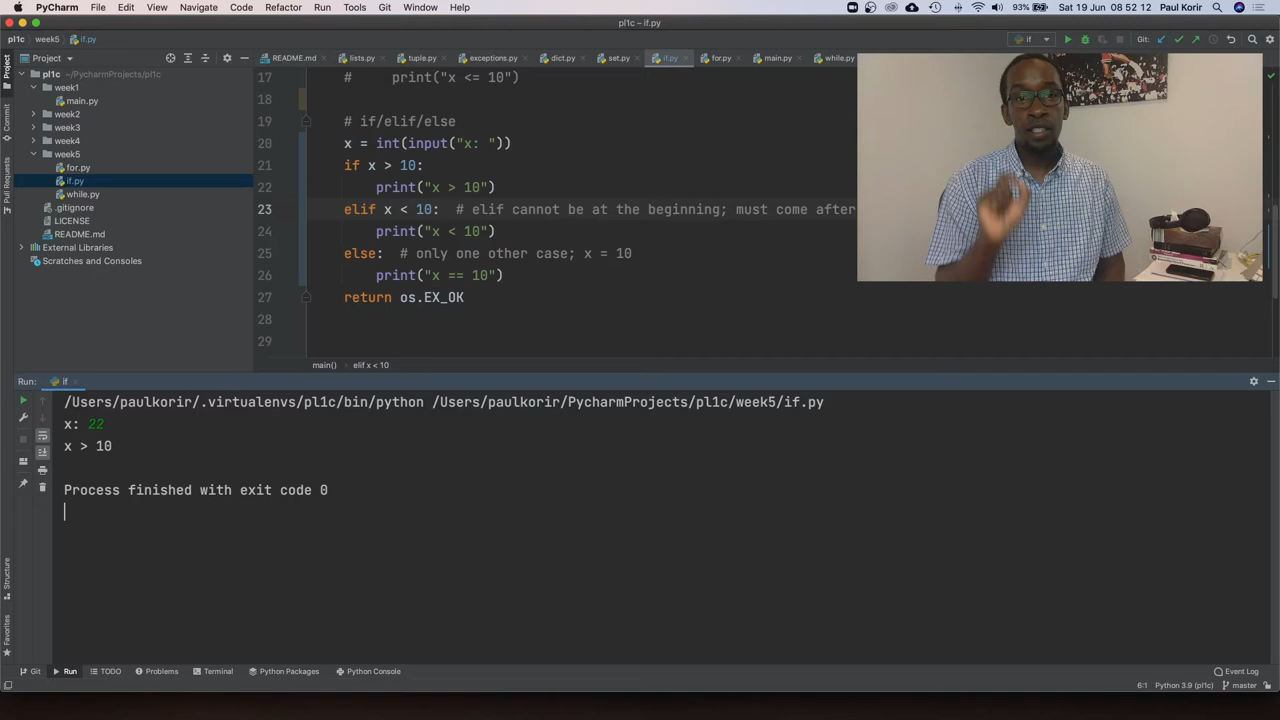 PyCharm File Edit View Navigate Code Refactor Run Tools Git Window Help 93% Sat 19 Jun 08:52:12 Paul Korir
pl1c – if.py
pl1c week5 if.py if Git:
Project README.md lists.py tuple.py exceptions.py dict.py set.py if.py for.py main.py while.py
pl1c ~/PycharmProjects/pl1c
week1
main.py
week2
week3
week4
week5
for.py
if.py
while.py
.gitignore
LICENSE
README.md
External Libraries
Scratches and Consoles
Project
Commit
Pull Requests
17 # print("x <= 10")
18
19 # if/elif/else
20 x = int(input("x: "))
21 if x > 10:
22 print("x > 10")
23 elif x < 10: # elif cannot be at the beginning; must come after
24 print("x < 10")
25 else: # only one other case; x = 10
26 print("x == 10")
27 return os.EX_OK
28
29
main() elif x < 10
Run: if
/Users/paulkorir/.virtualenvs/pl1c/bin/python /Users/paulkorir/PycharmProjects/pl1c/week5/if.py
x: 22
x > 10
Process finished with exit code 0
Structure
Favorites
Git Run TODO Problems Terminal Python Packages Python Console Event Log
6:1 Python 3.9 (pl1c) master